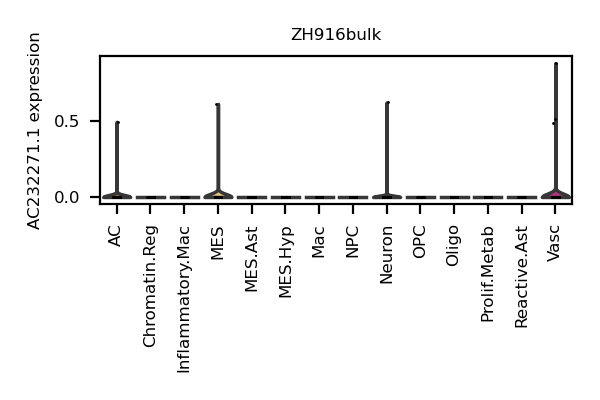 ZH916bulk
AC232271.1 expression
0.5
0.0
AC
Chromatin.Reg
Inflammatory.Mac
MES
MES.Ast
MES.Hyp
Mac
NPC
Neuron
OPC
Oligo
Prolif.Metab
Reactive.Ast
Vasc